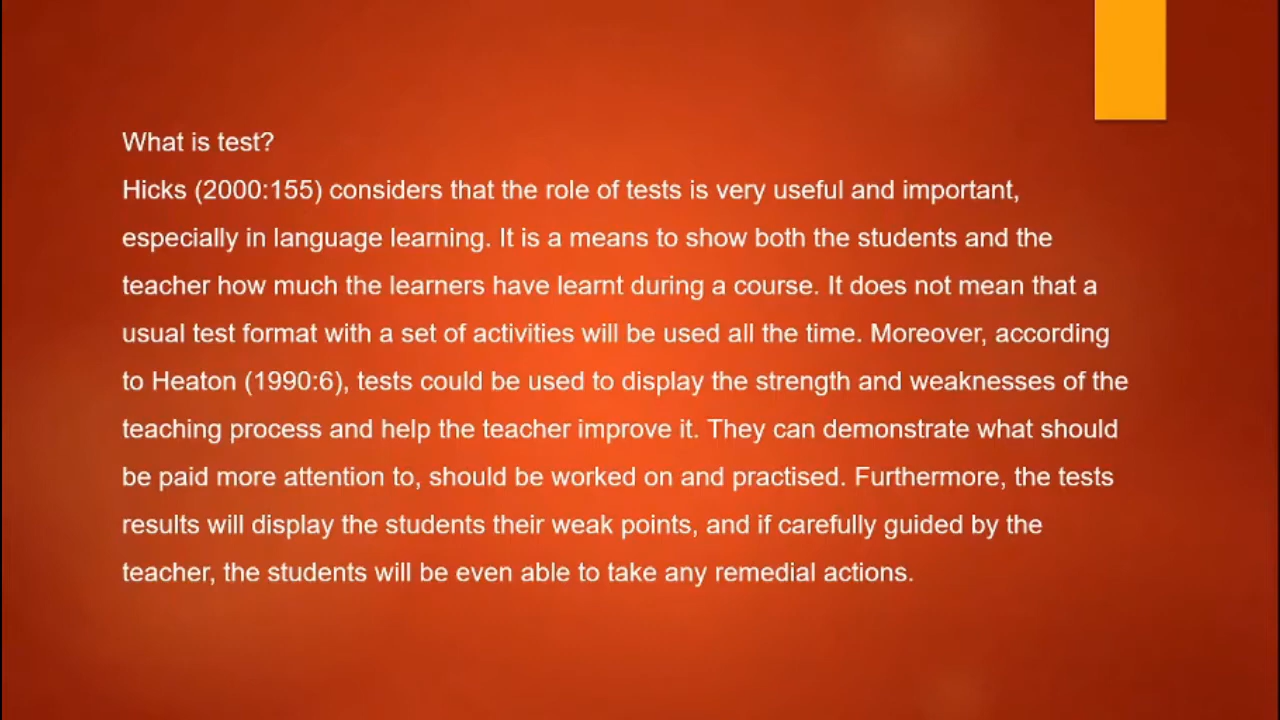 What is test?
Hicks (2000:155) considers that the role of tests is very useful and important,
especially in language learning. It is a means to show both the students and the
teacher how much the learners have learnt during a course. It does not mean that a
usual test format with a set of activities will be used all the time. Moreover, according
to Heaton (1990:6), tests could be used to display the strength and weaknesses of the
teaching process and help the teacher improve it. They can demonstrate what should
be paid more attention to, should be worked on and practised. Furthermore, the tests
results will display the students their weak points, and if carefully guided by the
teacher, the students will be even able to take any remedial actions.